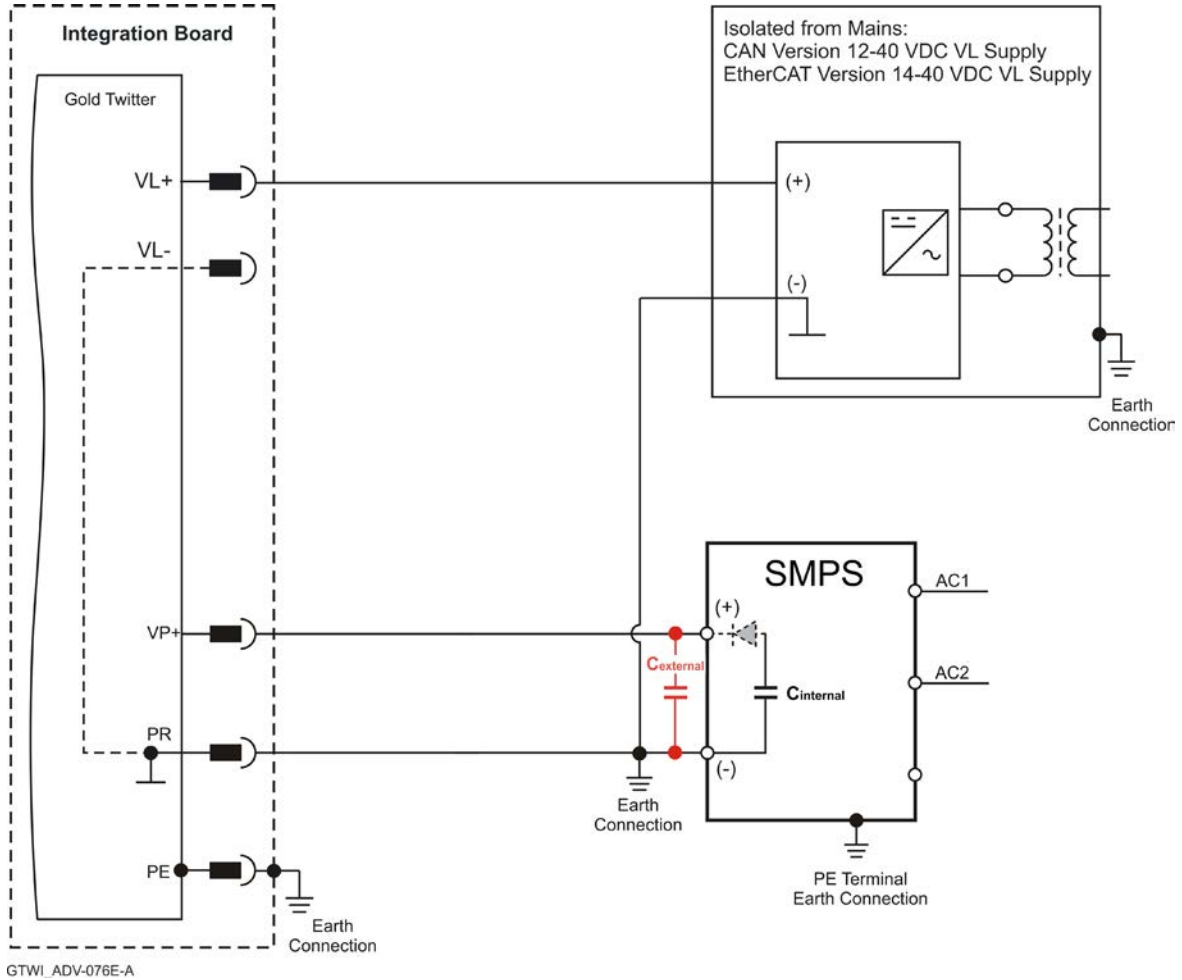 Integration Board
Gold Twitter
VL+
VL-
Isolated from Mains:
CAN Version 12-40 VDC VL Supply
EtherCAT Version 14-40 VDC VL Supply
(+)
(-)
Earth
Connection
VP+
PR
PE
Earth
Connection
Cexternal
Earth
Connection
SMPS
(+)
Cinternal
(-)
AC1
AC2
PE Terminal
Earth Connection
GTWI_ADV-076E-A